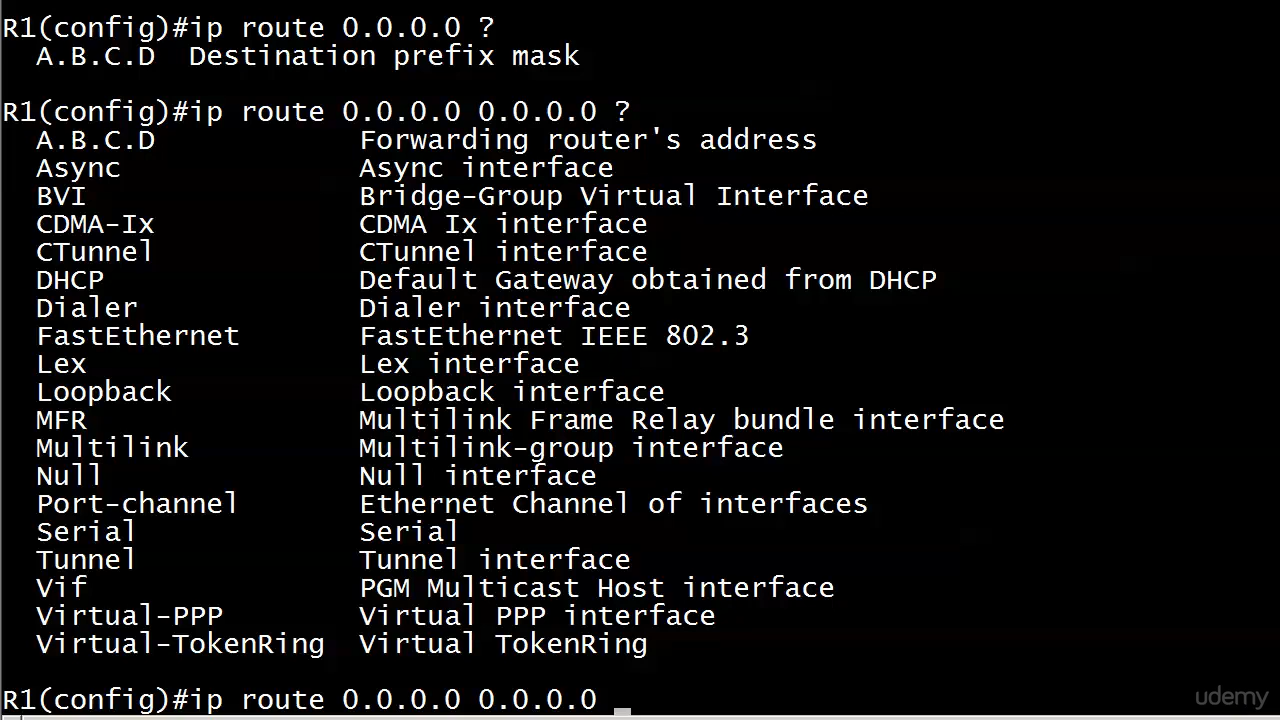 R1(config)#ip route 0.0.0.0 ?
  A.B.C.D  Destination prefix mask

R1(config)#ip route 0.0.0.0 0.0.0.0 ?
  A.B.C.D            Forwarding router's address
  Async              Async interface
  BVI                Bridge-Group Virtual Interface
  CDMA-Ix            CDMA Ix interface
  CTunnel            CTunnel interface
  DHCP               Default Gateway obtained from DHCP
  Dialer             Dialer interface
  FastEthernet       FastEthernet IEEE 802.3
  Lex                Lex interface
  Loopback           Loopback interface
  MFR                Multilink Frame Relay bundle interface
  Multilink          Multilink-group interface
  Null               Null interface
  Port-channel       Ethernet Channel of interfaces
  Serial             Serial
  Tunnel             Tunnel interface
  Vif                PGM Multicast Host interface
  Virtual-PPP        Virtual PPP interface
  Virtual-TokenRing  Virtual TokenRing

R1(config)#ip route 0.0.0.0 0.0.0.0
udemy